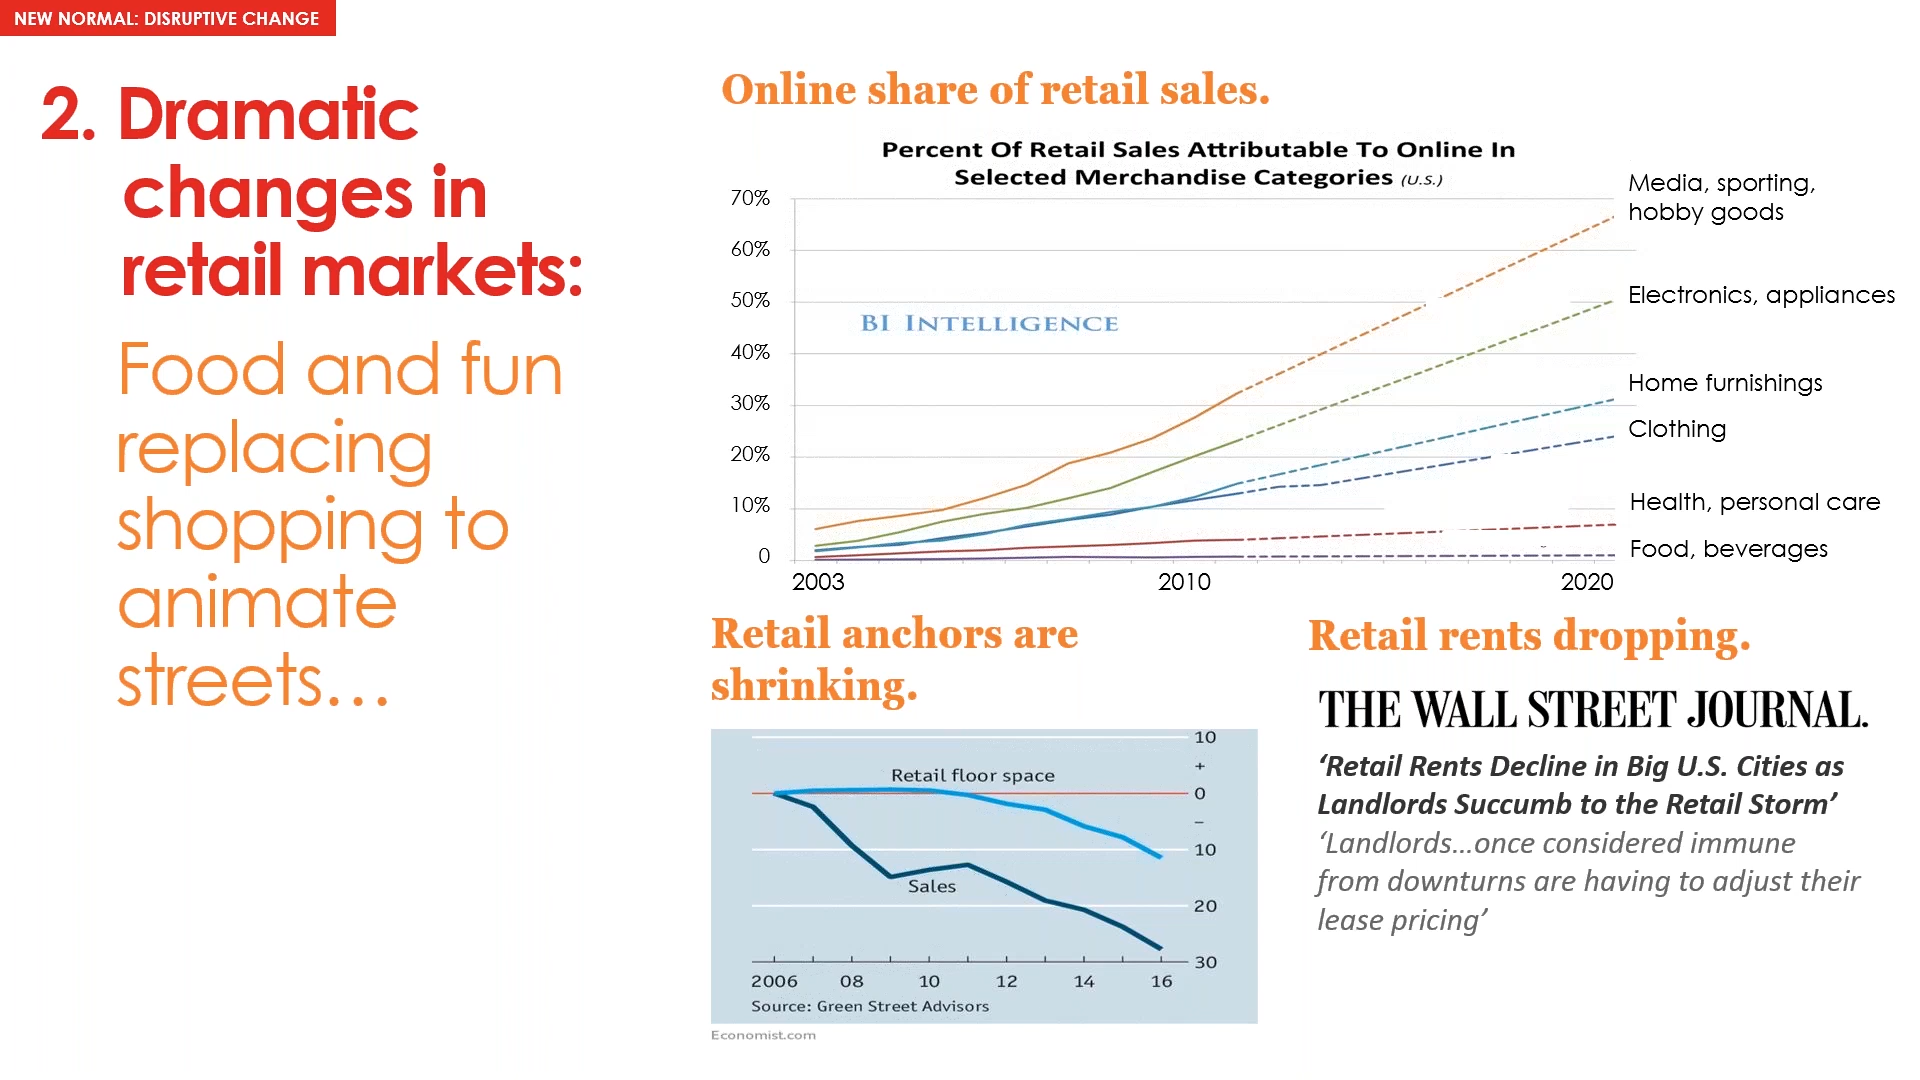 NEW NORMAL: DISRUPTIVE CHANGE
2. Dramatic
changes in
retail markets:
Food and fun
replacing
shopping to
animate
streets…
Online share of retail sales.
Percent Of Retail Sales Attributable To Online In
Selected Merchandise Categories (U.S.)
70%
60%
50%
40%
30%
20%
10%
0
BI INTELLIGENCE
Media, sporting,
hobby goods
Electronics, appliances
Home furnishings
Clothing
Health, personal care
Food, beverages
2003 2010 2020
Retail anchors are
shrinking.
10
+
0
–
10
20
30
Retail floor space
Sales
2006 08 10 12 14 16
Source: Green Street Advisors
Economist.com
Retail rents dropping.
THE WALL STREET JOURNAL.
‘Retail Rents Decline in Big U.S. Cities as
Landlords Succumb to the Retail Storm’
‘Landlords…once considered immune
from downturns are having to adjust their
lease pricing’